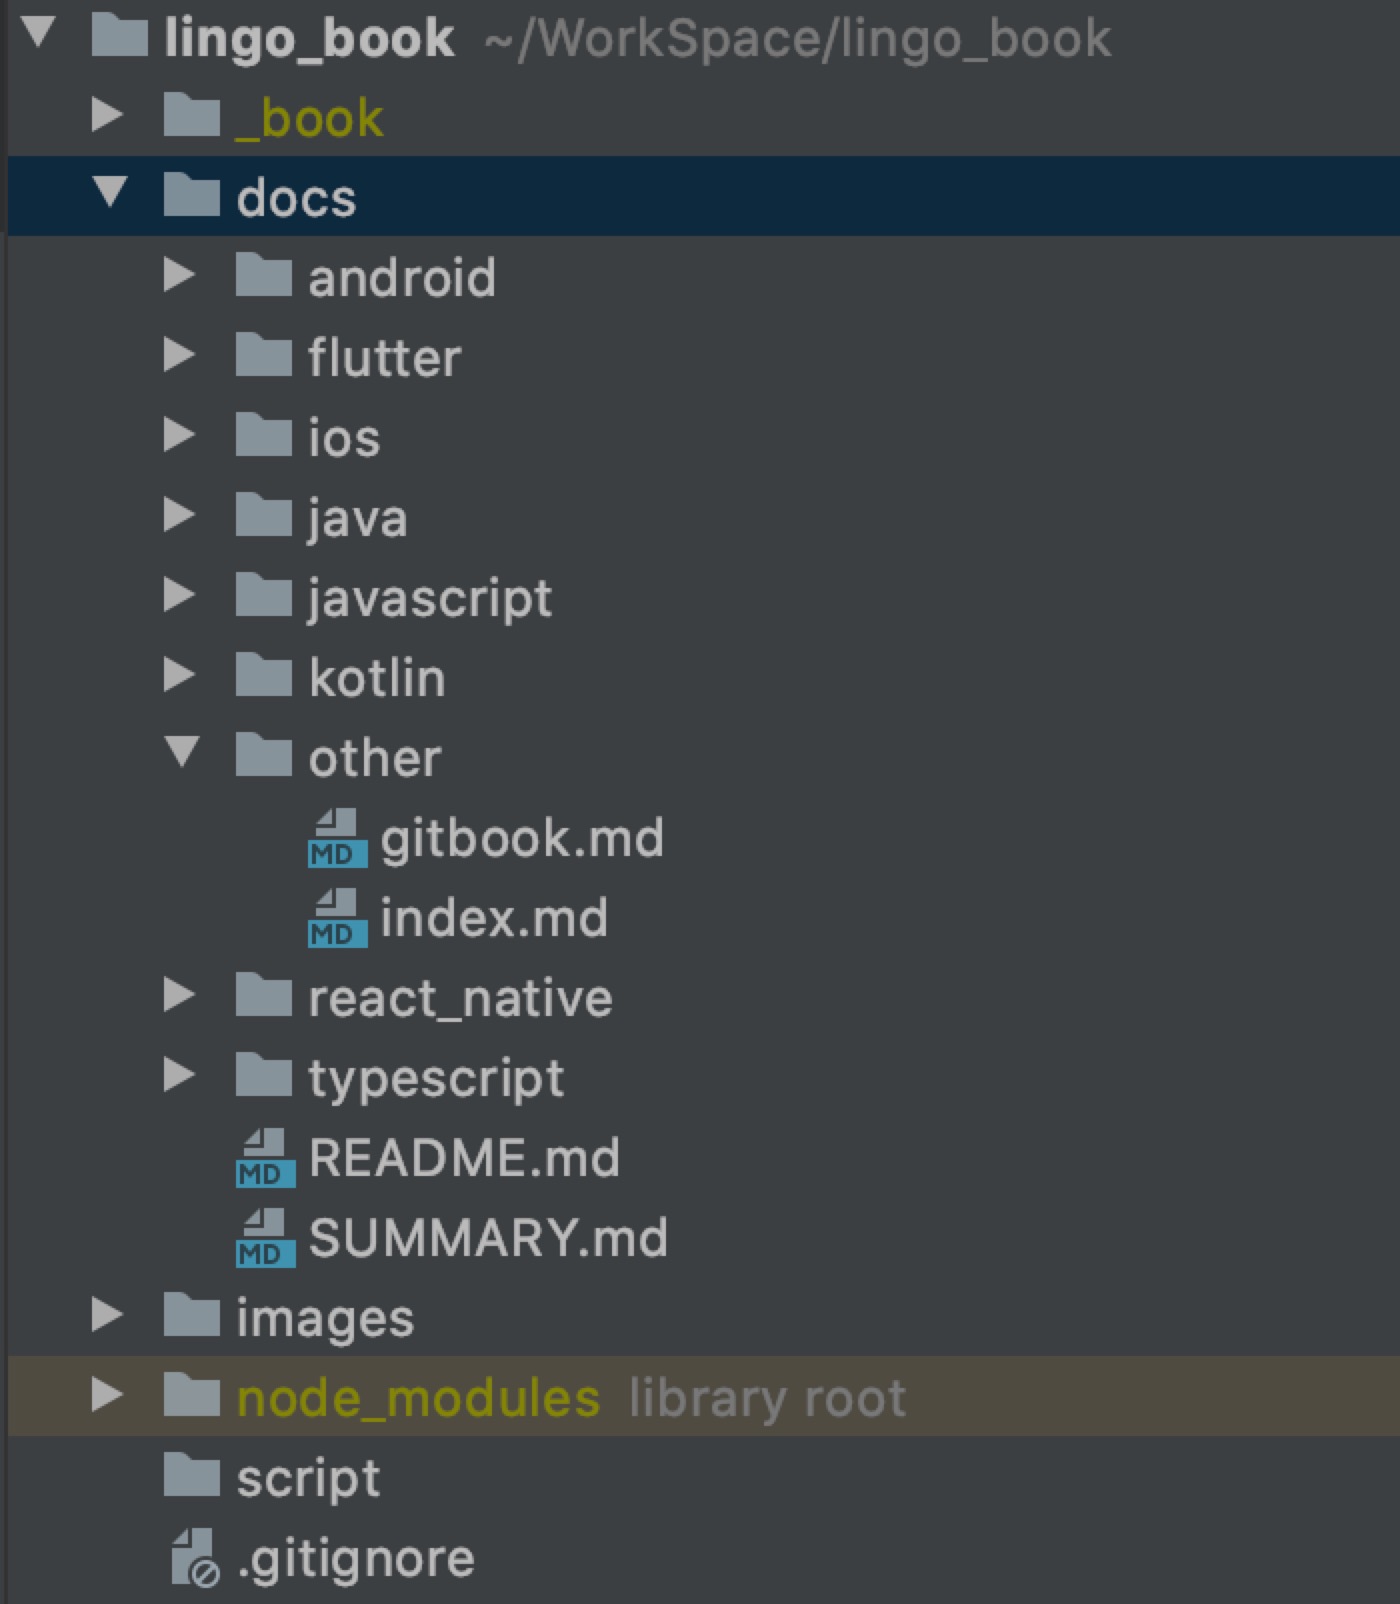 lingo_book ~/WorkSpace/lingo_book
_book
docs
android
flutter
ios
java
javascript
kotlin
other
MD gitbook.md
MD index.md
react_native
typescript
MD README.md
MD SUMMARY.md
images
node_modules library root
script
.gitignore